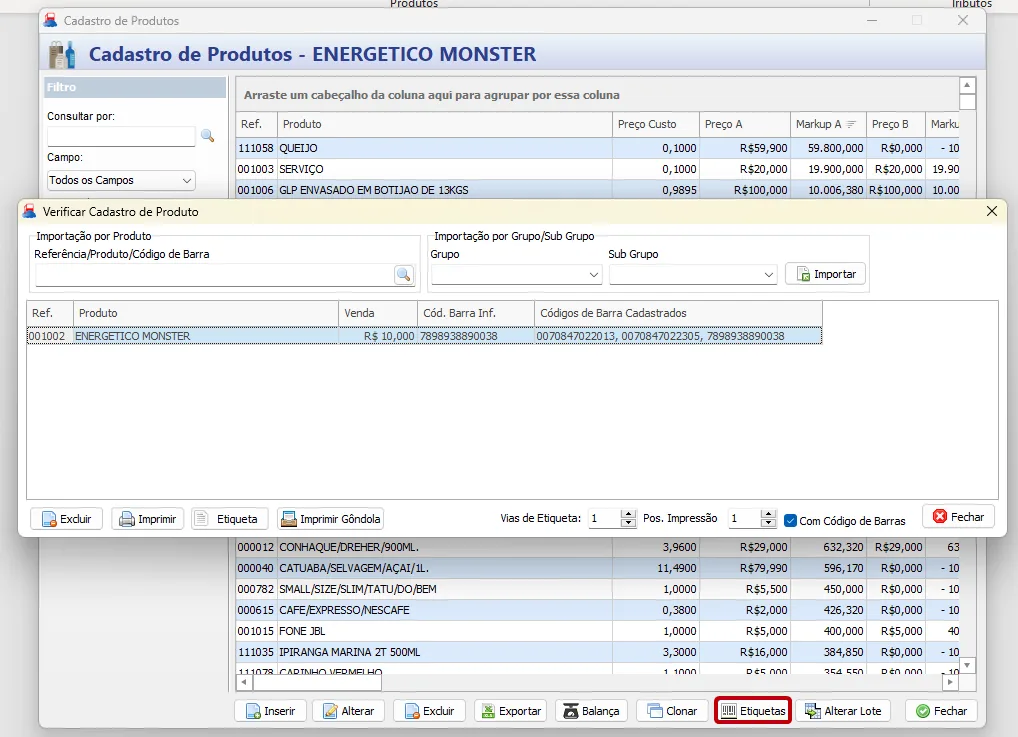 Produtos
Tributos
Cadastro de Produtos
Cadastro de Produtos - ENERGETICO MONSTER
Filtro
Consultar por:
Campo:
Todos os Campos
Arraste um cabeçalho da coluna aqui para agrupar por essa coluna
Ref. Produto Preço Custo Preço A Markup A Preço B Marku
111058 QUEIJO 0,1000 R$59,900 59.800,000 R$0,000 - 10
001003 SERVIÇO 0,1000 R$20,000 19.900,000 R$20,000 19.90
001006 GLP ENVASADO EM BOTIJAO DE 13KGS 0,9895 R$100,000 10.006,380 R$100,000 10.00
Verificar Cadastro de Produto
Importação por Produto
Referência/Produto/Código de Barra
Importação por Grupo/Sub Grupo
Grupo Sub Grupo
Importar
Ref. Produto Venda Cód. Barra Inf. Códigos de Barra Cadastrados
001002 ENERGETICO MONSTER R$ 10,000 7898938890038 0070847022013, 0070847022305, 7898938890038
Excluir Imprimir Etiqueta Imprimir Gôndola Vias de Etiqueta: 1 Pos. Impressão 1 Com Código de Barras Fechar
000012 CONHAQUE/DREHER/900ML. 3,9600 R$29,000 632,320 R$29,000 63
000040 CATUABA/SELVAGEM/AÇAI/1L. 11,4900 R$79,990 596,170 R$0,000 - 10
000782 SMALL/SIZE/SLIM/TATU/DO/BEM 1,0000 R$5,500 450,000 R$0,000 - 10
000615 CAFE/EXPRESSO/NESCAFE 0,3800 R$2,000 426,320 R$0,000 - 10
001015 FONE JBL 1,0000 R$5,000 400,000 R$5,000 40
111035 IPIRANGA MARINA 2T 500ML 3,3000 R$16,000 384,850 R$0,000 - 10
111078 CARINHO VERMELHO 1,1000 R$5,000 354,550 R$0,000 - 10
Inserir Alterar Excluir Exportar Balança Clonar Etiquetas Alterar Lote Fechar